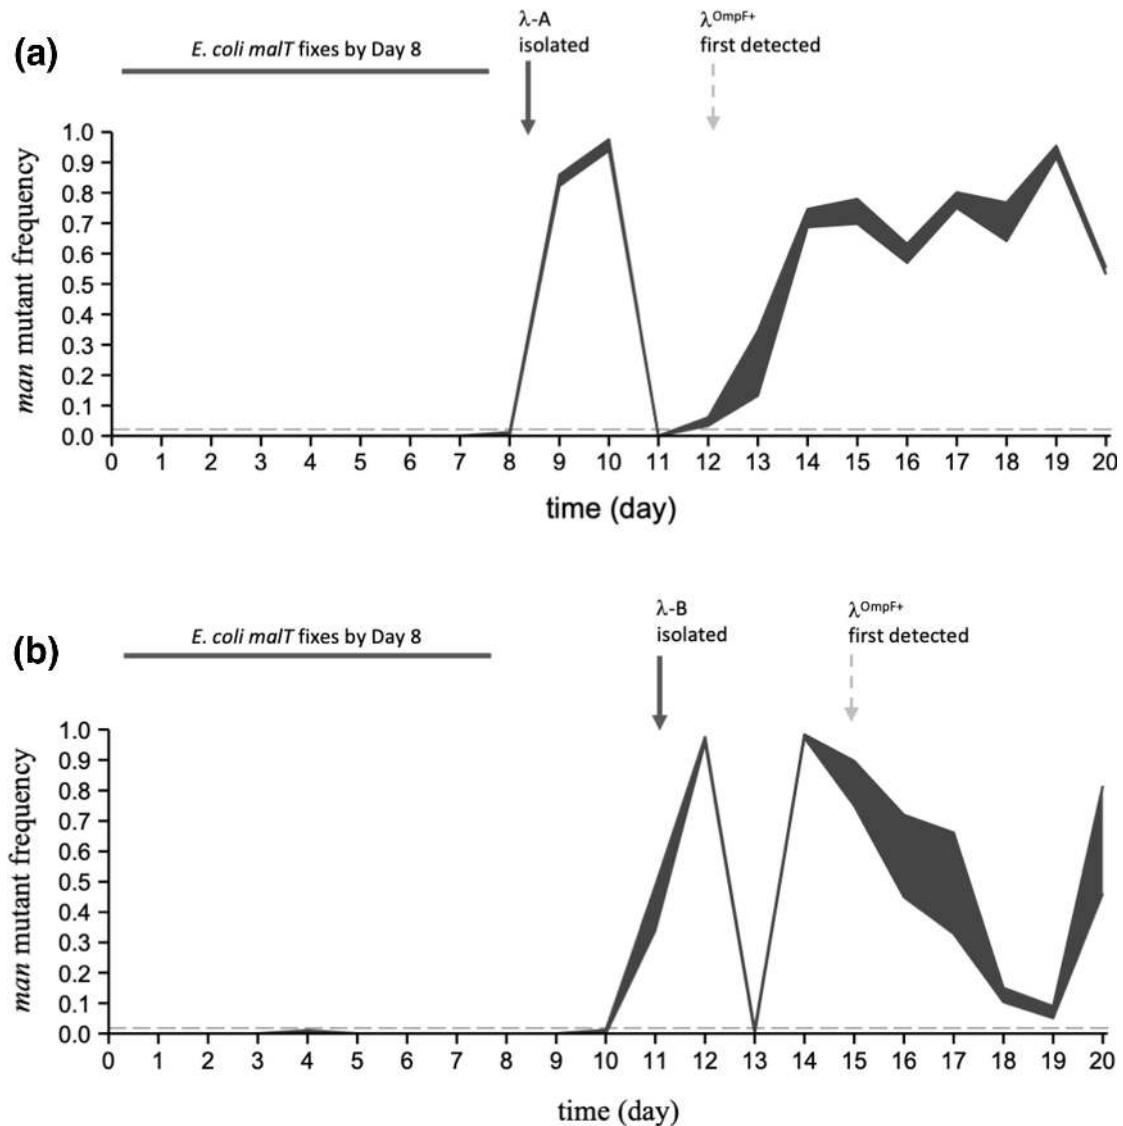 (a)
E. coli malT fixes by Day 8
λ-A
isolated
λOmpF+
first detected
man mutant frequency
1.0
0.9
0.8
0.7
0.6
0.5
0.4
0.3
0.2
0.1
0.0
0 1 2 3 4 5 6 7 8 9 10 11 12 13 14 15 16 17 18 19 20
time (day)
(b)
E. coli malT fixes by Day 8
λ-B
isolated
λOmpF+
first detected
man mutant frequency
1.0
0.9
0.8
0.7
0.6
0.5
0.4
0.3
0.2
0.1
0.0
0 1 2 3 4 5 6 7 8 9 10 11 12 13 14 15 16 17 18 19 20
time (day)